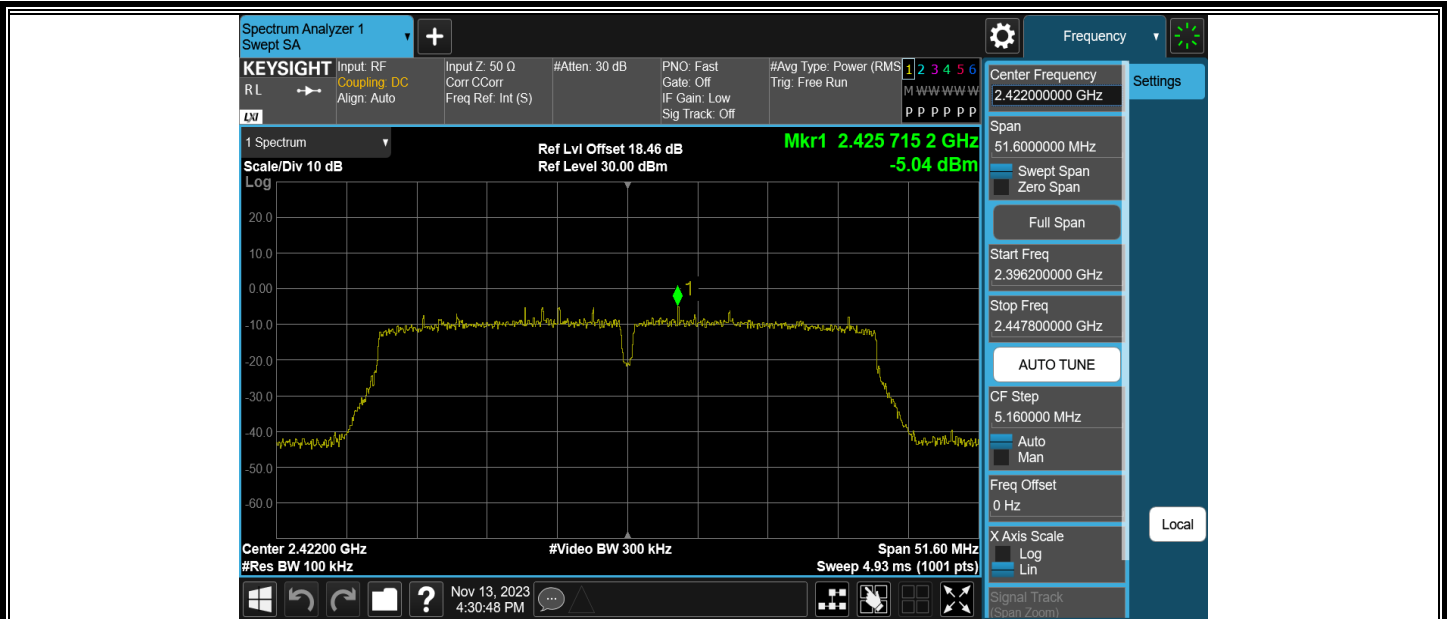 Spectrum Analyzer 1
Swept SA
+
Frequency
KEYSIGHT
RL
LXI
Input: RF
Coupling: DC
Align: Auto
Input Z: 50 Ω
Corr CCorr
Freq Ref: Int (S)
#Atten: 30 dB
PNO: Fast
Gate: Off
IF Gain: Low
Sig Track: Off
#Avg Type: Power (RMS
Trig: Free Run
1 2 3 4 5 6
M W W W W W
P P P P P P
1 Spectrum
Scale/Div 10 dB
Log
Ref Lvl Offset 18.46 dB
Ref Level 30.00 dBm
Mkr1 2.425 715 2 GHz
-5.04 dBm
20.0
10.0
0.00
-10.0
-20.0
-30.0
-40.0
-50.0
-60.0
1
Center 2.42200 GHz
#Res BW 100 kHz
#Video BW 300 kHz
Span 51.60 MHz
Sweep 4.93 ms (1001 pts)
Center Frequency
2.422000000 GHz
Span
51.6000000 MHz
Swept Span
Zero Span
Full Span
Start Freq
2.396200000 GHz
Stop Freq
2.447800000 GHz
AUTO TUNE
CF Step
5.160000 MHz
Auto
Man
Freq Offset
0 Hz
X Axis Scale
Log
Lin
Signal Track
(Span Zoom)
Settings
Local
?
Nov 13, 2023
4:30:48 PM